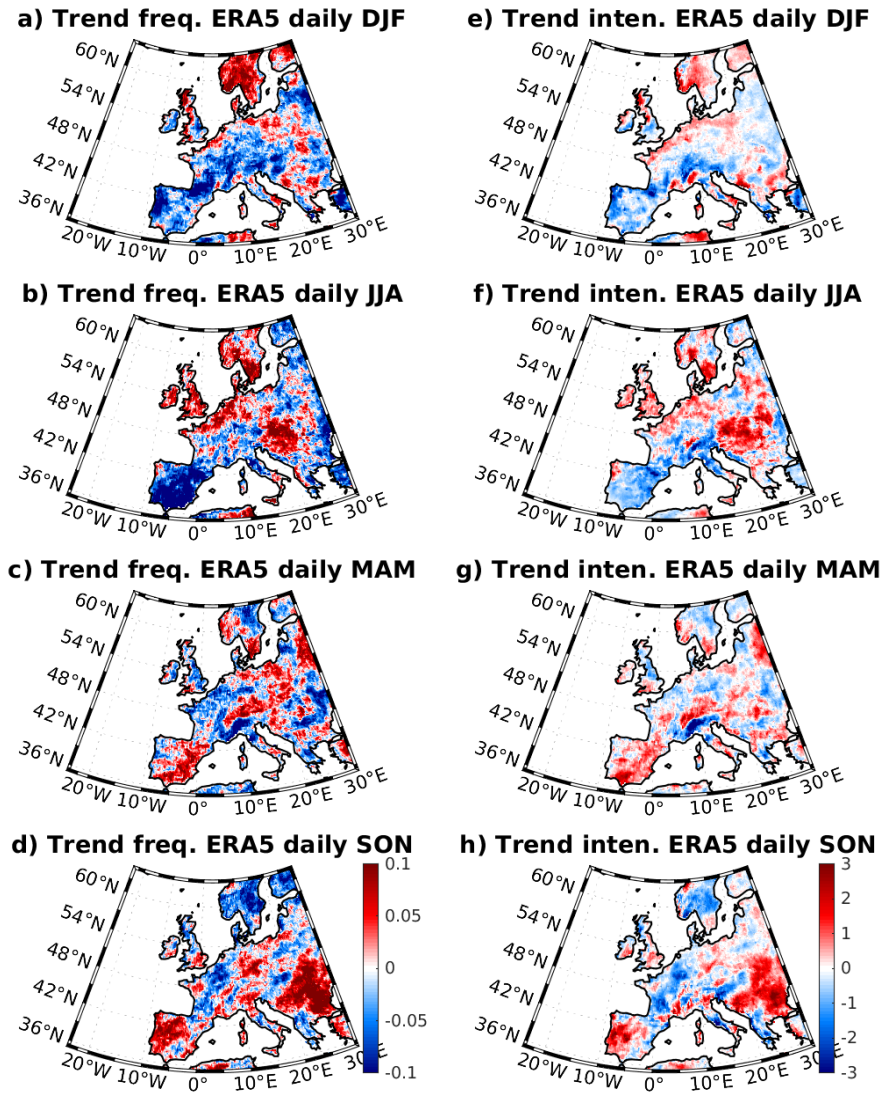 a) Trend freq. ERA5 daily DJF
60°N
54°N
48°N
42°N
36°N
20°W
10°W
0°
10°E
20°E
30°E
e) Trend inten. ERA5 daily DJF
60°N
54°N
48°N
42°N
36°N
20°W
10°W
0°
10°E
20°E
30°E
b) Trend freq. ERA5 daily JJA
60°N
54°N
48°N
42°N
36°N
20°W
10°W
0°
10°E
20°E
30°E
f) Trend inten. ERA5 daily JJA
60°N
54°N
48°N
42°N
36°N
20°W
10°W
0°
10°E
20°E
30°E
c) Trend freq. ERA5 daily MAM
60°N
54°N
48°N
42°N
36°N
20°W
10°W
0°
10°E
20°E
30°E
g) Trend inten. ERA5 daily MAM
60°N
54°N
48°N
42°N
36°N
20°W
10°W
0°
10°E
20°E
30°E
d) Trend freq. ERA5 daily SON
60°N
54°N
48°N
42°N
36°N
20°W
10°W
0°
10°E
20°E
0.1
0.05
0
-0.05
-0.1
h) Trend inten. ERA5 daily SON
60°N
54°N
48°N
42°N
36°N
20°W
10°W
0°
10°E
20°E
3
2
1
0
-1
-2
-3